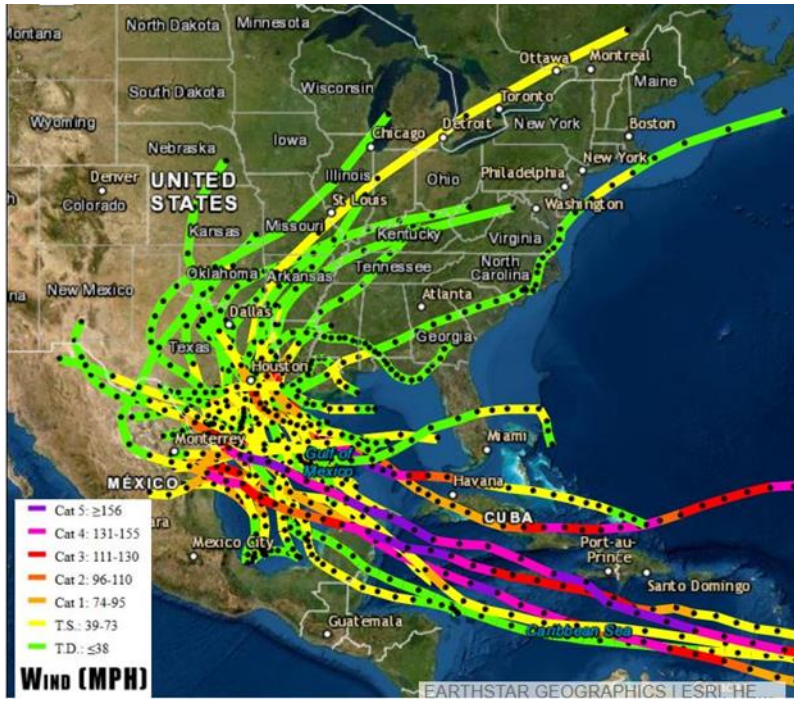 North Dakota
Minnesota
Montana
Ottawa
Montreal
Maine
South Dakota
Wisconsin
Toronto
Wyoming
Detroit
New York
Boston
Iowa
Chicago
Nebraska
New York
Denver
UNITED
STATES
Illinois
Ohio
Philadelphia
Colorado
St Louis
Washington
Kansas
Missouri
Kentucky
Virginia
Oklahoma
Arkansas
Tennessee
North
Carolina
New Mexico
na
Atlanta
Dallas
Georgia
Texas
Houston
Monterrey
Gulf of
Mexico
Miami
MÉXICO
Havana
CUBA
ara
Mexico City
Port-au-
Prince
Santo Domingo
Guatemala
Caribbean Sea
Cat 5: ≥156
Cat 4: 131-155
Cat 3: 111-130
Cat 2: 96-110
Cat 1: 74-95
T.S.: 39-73
T.D.: ≤38
WIND (MPH)
EARTHSTAR GEOGRAPHICS | ESRI, HE...